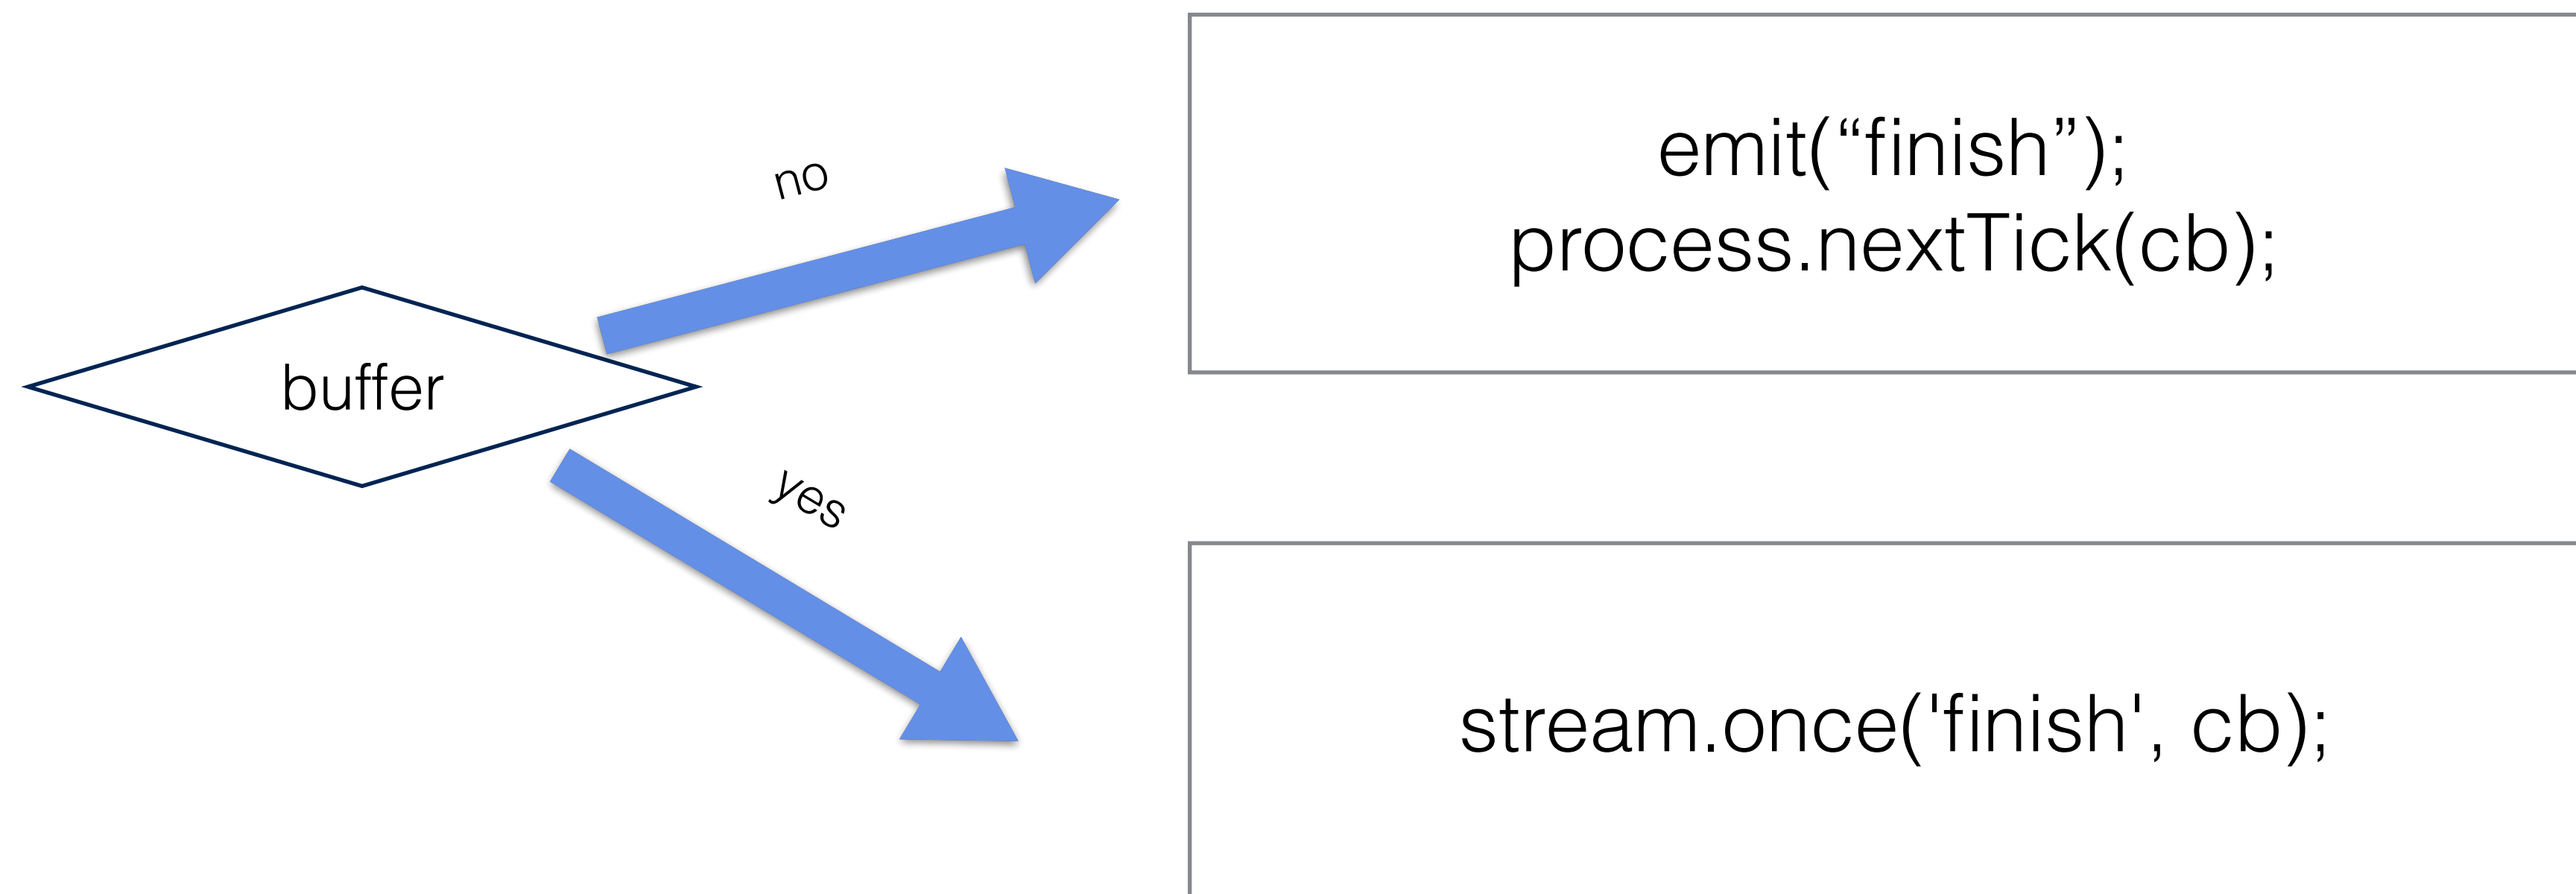 no
emit(“finish”);
process.nextTick(cb);
buffer
yes
stream.once('finish', cb);